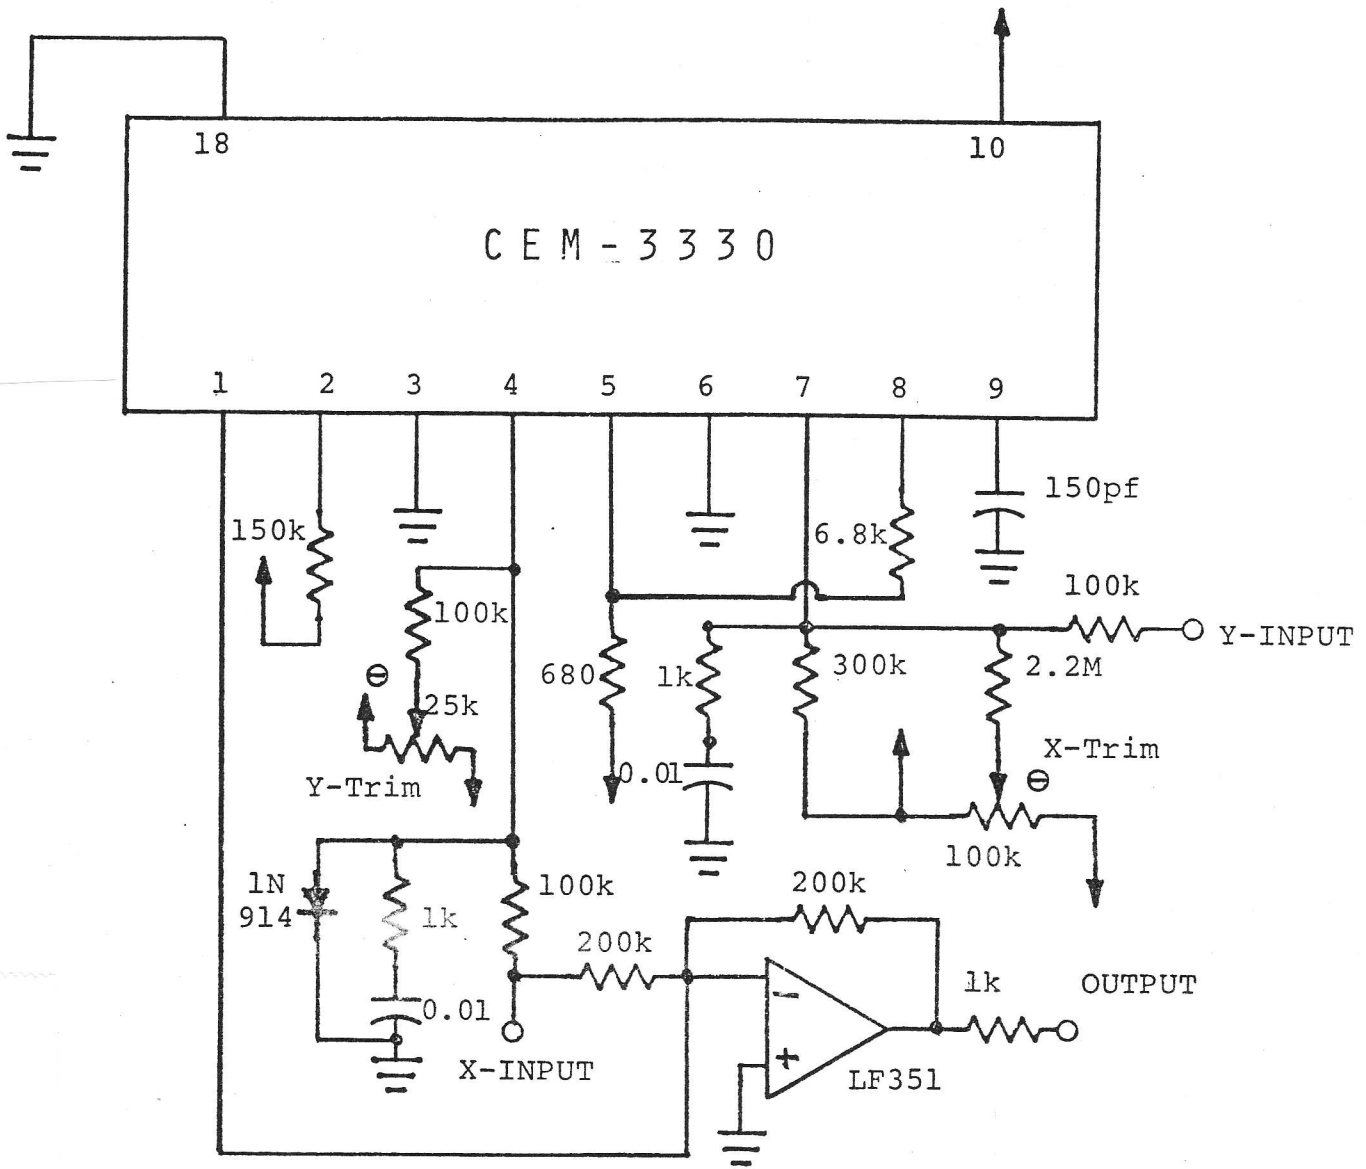 18
10
CEM-3330
1 2 3 4 5 6 7 8 9
150pf
150k
6.8k
100k
100k
Y-INPUT
680
1k
300k
2.2M
⊖
25k
X-Trim
0.01
⊖
Y-Trim
100k
1N
914
1k
100k
200k
200k
1k
OUTPUT
−
0.01
+
X-INPUT
LF351